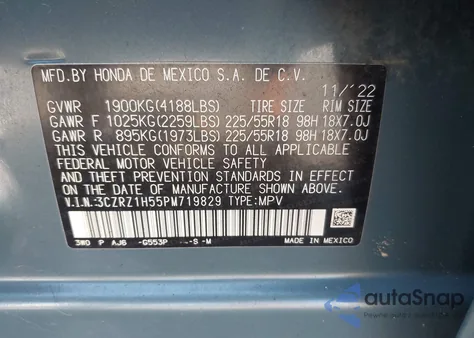 MFD.BY HONDA DE MEXICO S.A. DE C.V.
11/'22
GVWR 1900KG(4188LBS) TIRE SIZE RIM SIZE
GAWR F 1025KG(2259LBS) 225/55R18 98H 18X7.0J
GAWR R 895KG(1973LBS) 225/55R18 98H 18X7.0J
THIS VEHICLE CONFORMS TO ALL APPLICABLE
FEDERAL MOTOR VEHICLE SAFETY
AND THEFT PREVENTION STANDARDS IN EFFECT
ON THE DATE OF MANUFACTURE SHOWN ABOVE.
V.I.N.:3CZRZ1H55PM719829 TYPE:MPV
3W0 P AJ6 -G553P -S -M
MADE IN MEXICO
autoSnap